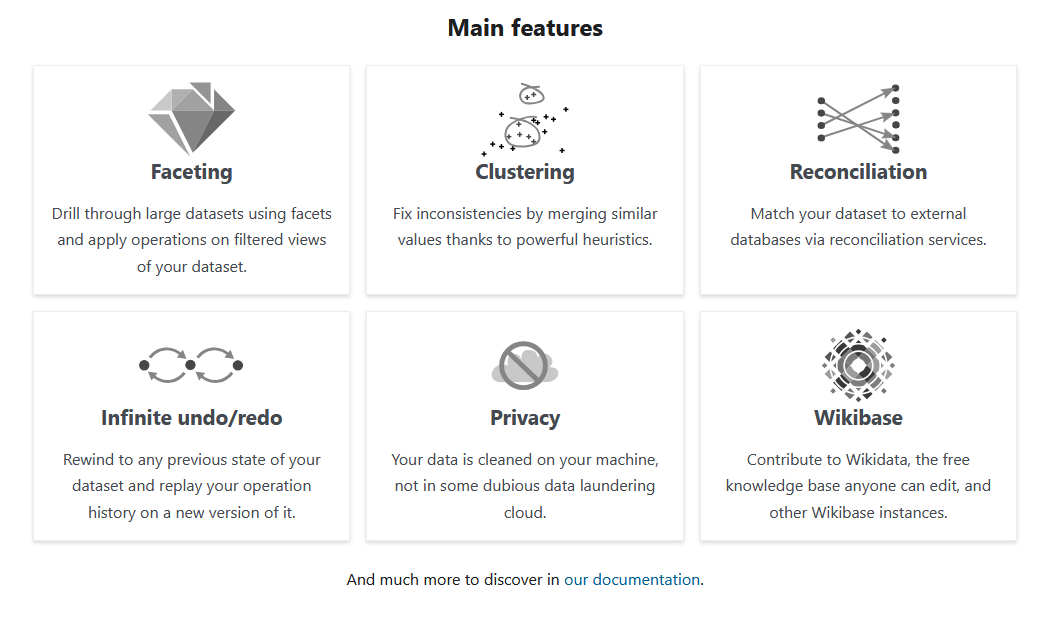 Main features
Faceting
Drill through large datasets using facets
and apply operations on filtered views
of your dataset.
Clustering
Fix inconsistencies by merging similar
values thanks to powerful heuristics.
Reconciliation
Match your dataset to external
databases via reconciliation services.
Infinite undo/redo
Rewind to any previous state of your
dataset and replay your operation
history on a new version of it.
Privacy
Your data is cleaned on your machine,
not in some dubious data laundering
cloud.
Wikibase
Contribute to Wikidata, the free
knowledge base anyone can edit, and
other Wikibase instances.
And much more to discover in our documentation.